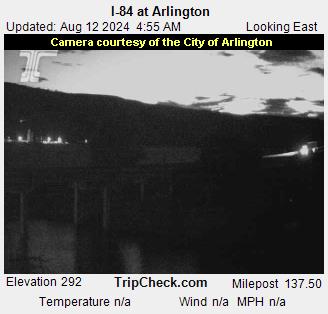 I-84 at Arlington
Updated: Aug 12 2024 4:55 AM Looking East
Camera courtesy of the City of Arlington
Elevation 292 TripCheck.com Milepost 137.50
Temperature n/a Wind n/a MPH n/a